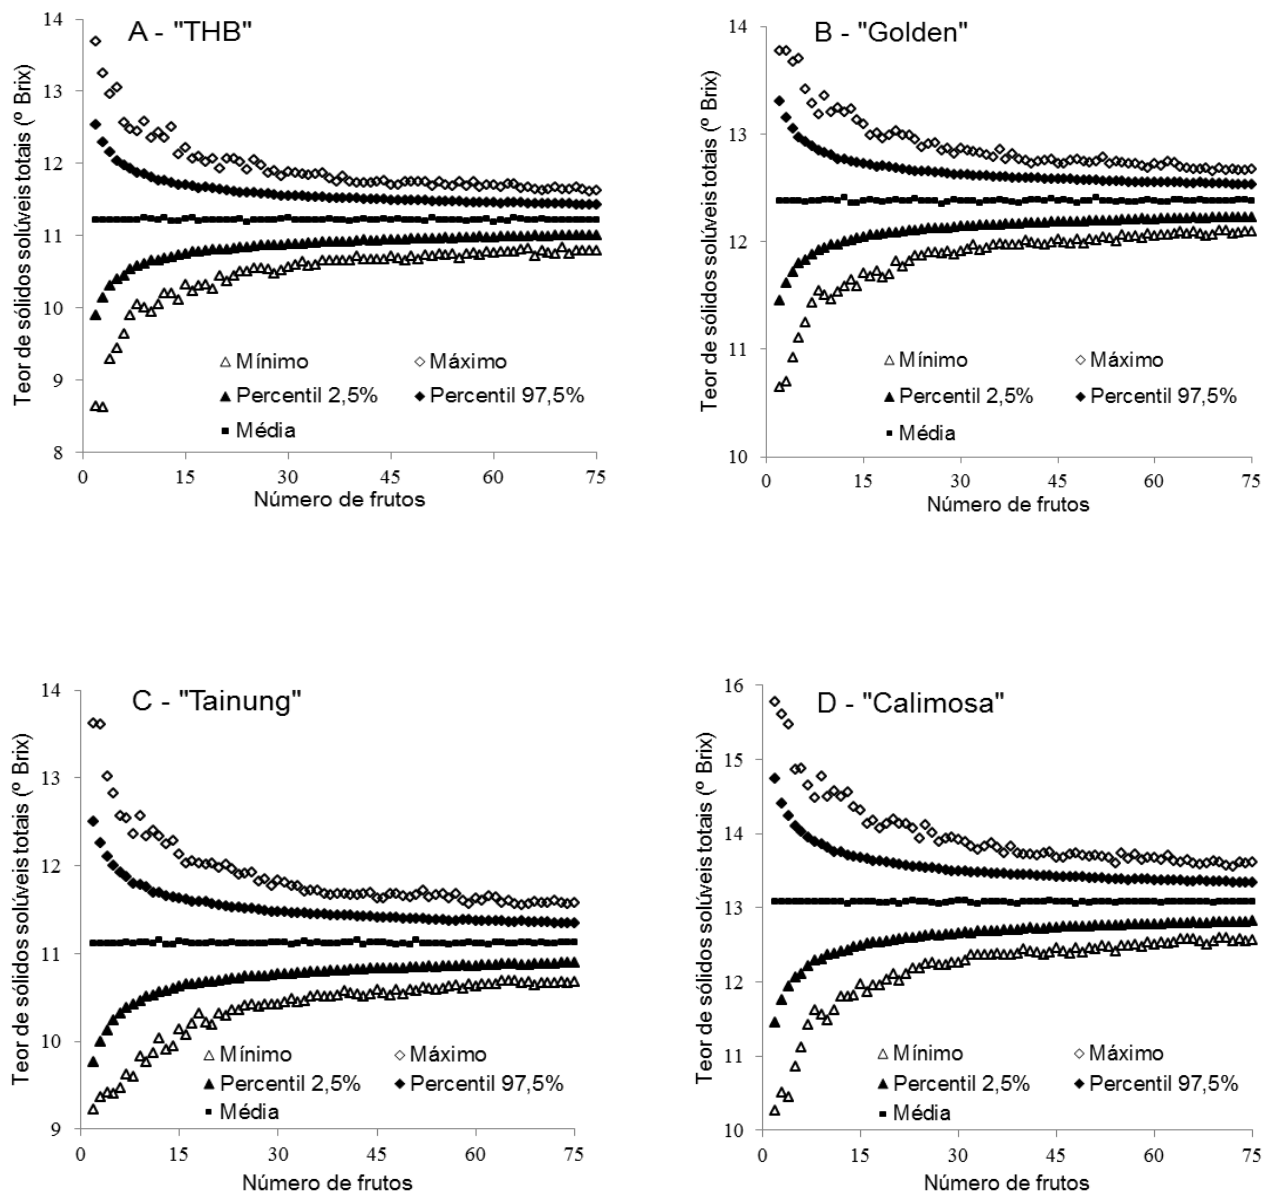 A - "THB"
Teor de sólidos solúveis totais (º Brix)
14
13
12
11
10
9
8
Mínimo
Máximo
Percentil 2,5%
Percentil 97,5%
Média
0
15
30
45
60
75
Número de frutos
B - "Golden"
Teor de sólidos solúveis totais (º Brix)
14
13
12
11
10
Mínimo
Máximo
Percentil 2,5%
Percentil 97,5%
Média
0
15
30
45
60
75
Número de frutos
C - "Tainung"
Teor de sólidos solúveis totais (º Brix)
14
13
12
11
10
9
Mínimo
Máximo
Percentil 2,5%
Percentil 97,5%
Média
0
15
30
45
60
75
Número de frutos
D - "Calimosa"
Teor de sólidos solúveis totais (º Brix)
16
15
14
13
12
11
10
Mínimo
Máximo
Percentil 2,5%
Percentil 97,5%
Média
0
15
30
45
60
75
Número de frutos